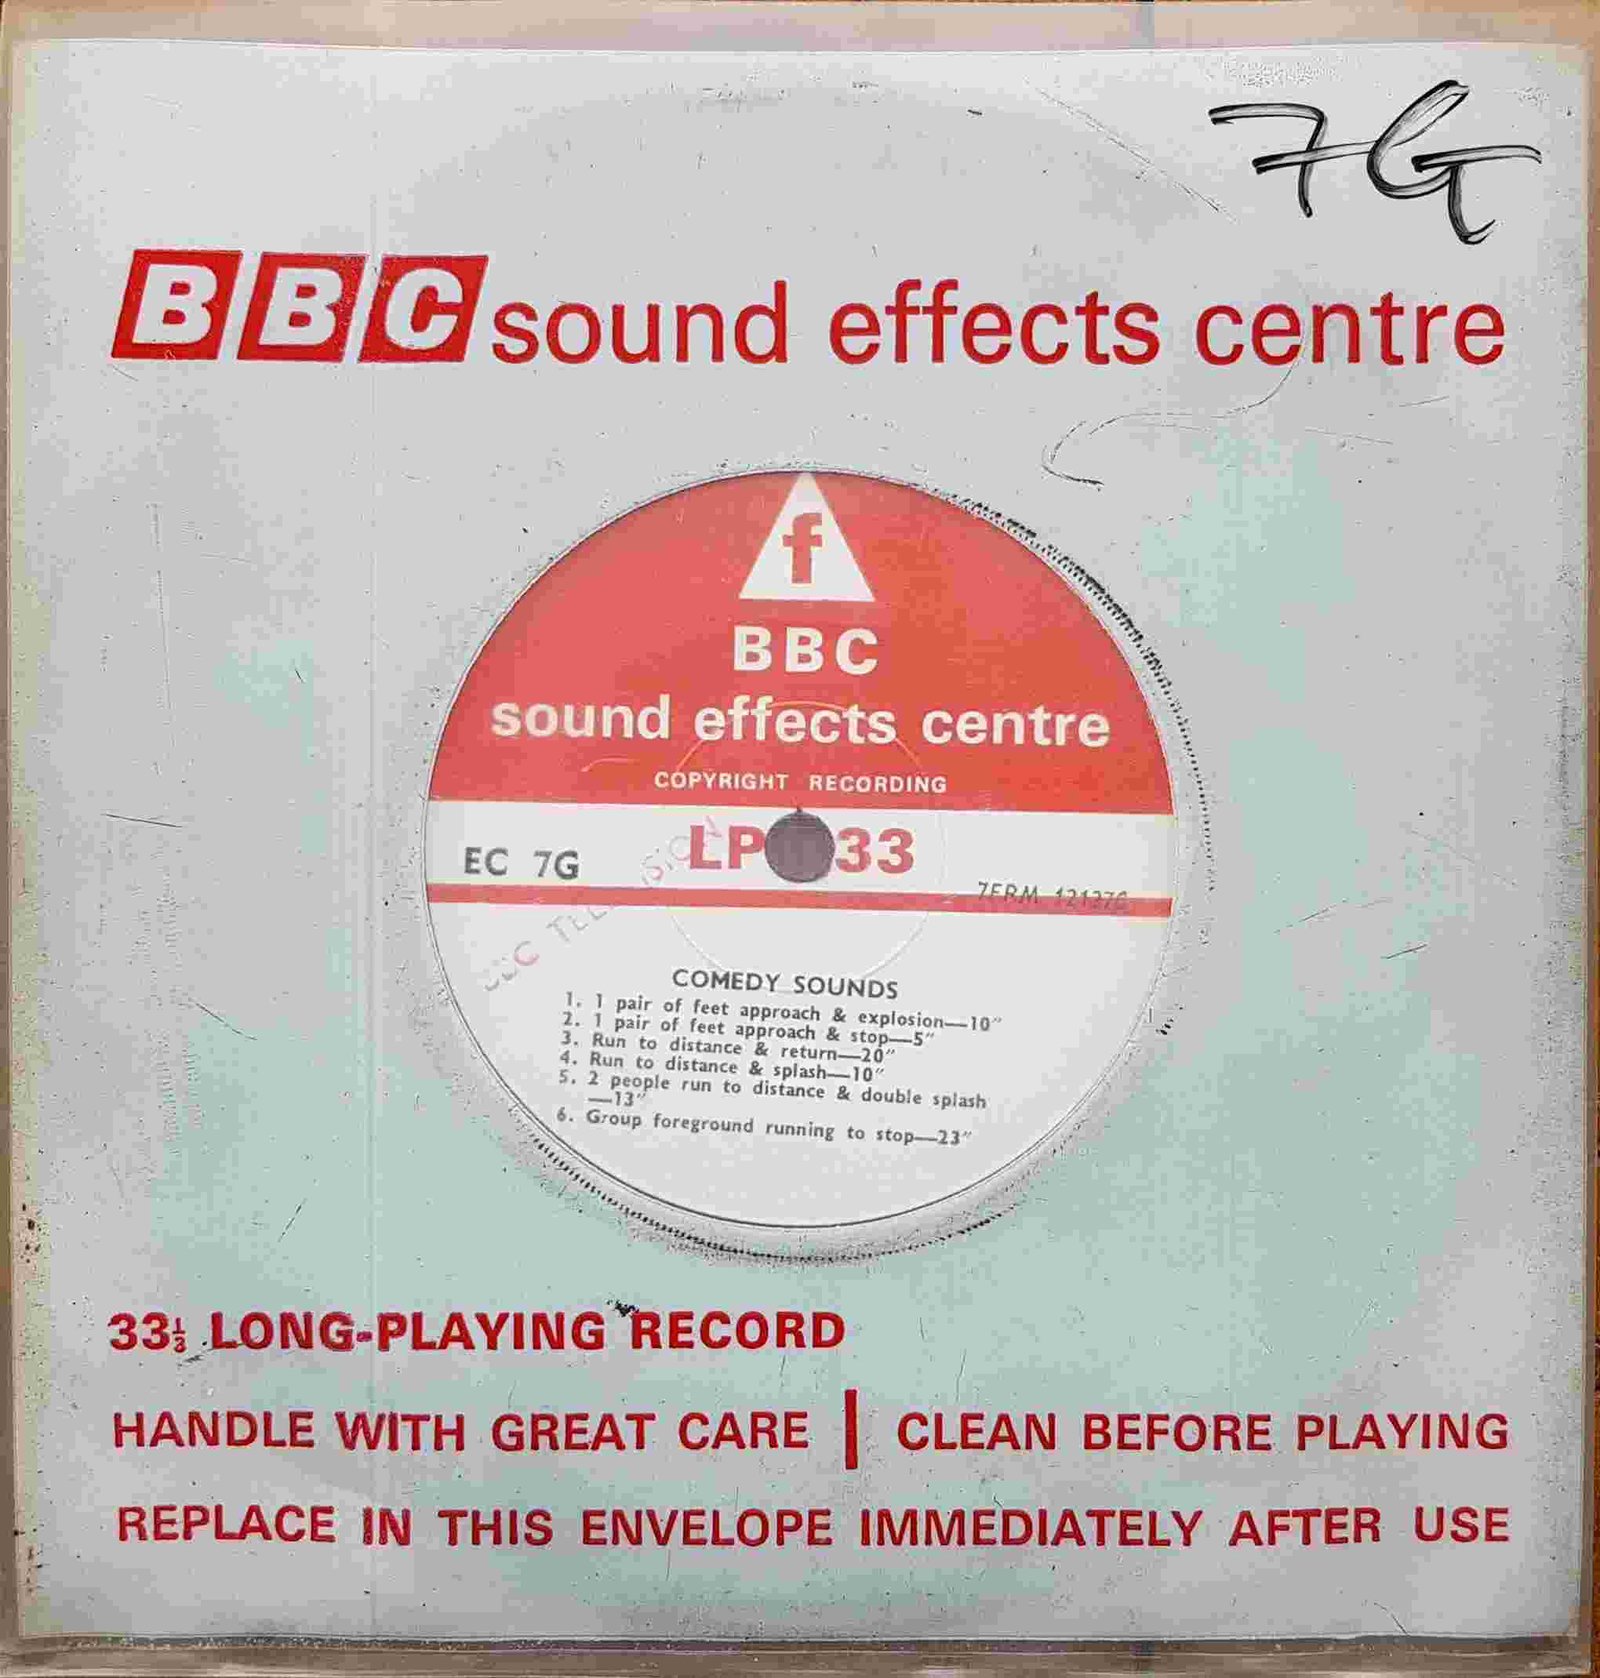 7G
BBC sound effects centre
f
BBC
sound effects centre
COPYRIGHT RECORDING
LP 33
EC 7G
7ERM 121376
BBC TELEVISION
COMEDY SOUNDS
1. 1 pair of feet approach & explosion—10"
2. 1 pair of feet approach & stop—5"
3. Run to distance & return—20"
4. Run to distance & splash—10"
5. 2 people run to distance & double splash
—13"
6. Group foreground running to stop—23"
33⅓ LONG-PLAYING RECORD
HANDLE WITH GREAT CARE | CLEAN BEFORE PLAYING
REPLACE IN THIS ENVELOPE IMMEDIATELY AFTER USE